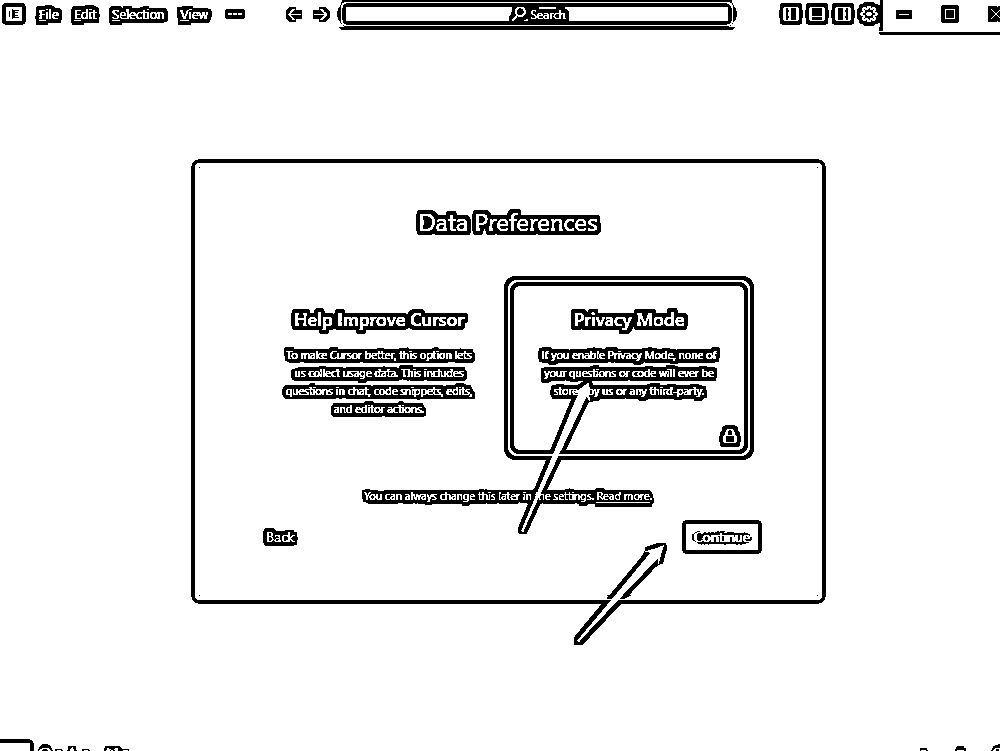 File Edit Selection View ---
Search
Data Preferences
Help Improve Cursor
To make Cursor better, this option lets
us collect usage data. This includes
questions in chat, code snippets, edits,
and editor actions.
Privacy Mode
If you enable Privacy Mode, none of
your questions or code will ever be
stored by us or any third-party.
You can always change this later in the settings. Read more.
Back
Continue